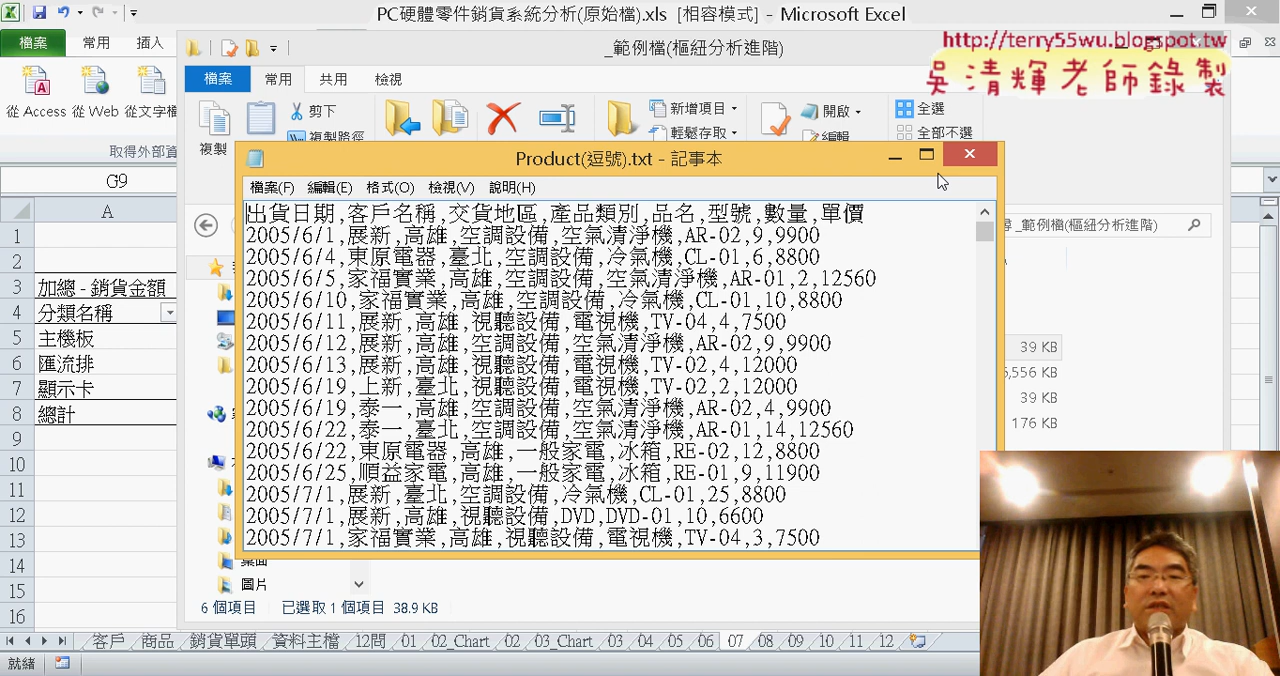 PC硬體零件銷貨系統分析(原始檔).xls [相容模式] - Microsoft Excel
檔案 常用 插入
_範例檔(樞紐分析進階)
http://terry55wu.blogspot.tw
吳清輝老師錄製
檔案 常用 共用 檢視
從 Access 從 Web 從文字檔
取得外部資
複製 剪下
複製路徑
新增項目
輕鬆存取
開啟
編輯
全選
全部不選
G9
Product(逗號).txt - 記事本
檔案(F) 編輯(E) 格式(O) 檢視(V) 說明(H)
出貨日期,客戶名稱,交貨地區,產品類別,品名,型號,數量,單價
2005/6/1,展新,高雄,空調設備,空氣清淨機,AR-02,9,9900
2005/6/4,東原電器,臺北,空調設備,冷氣機,CL-01,6,8800
2005/6/5,家福實業,高雄,空調設備,空氣清淨機,AR-01,2,12560
2005/6/10,家福實業,高雄,空調設備,冷氣機,CL-01,10,8800
2005/6/11,展新,高雄,視聽設備,電視機,TV-04,4,7500
2005/6/12,展新,高雄,空調設備,空氣清淨機,AR-02,9,9900
2005/6/13,展新,高雄,視聽設備,電視機,TV-02,4,12000
2005/6/19,上新,臺北,視聽設備,電視機,TV-02,2,12000
2005/6/19,泰一,高雄,空調設備,空氣清淨機,AR-02,4,9900
2005/6/22,泰一,臺北,空調設備,空氣清淨機,AR-01,14,12560
2005/6/22,東原電器,高雄,一般家電,冰箱,RE-02,12,8800
2005/6/25,順益家電,高雄,一般家電,冰箱,RE-01,9,11900
2005/7/1,展新,臺北,空調設備,冷氣機,CL-01,25,8800
2005/7/1,展新,高雄,視聽設備,DVD,DVD-01,10,6600
2005/7/1,家福實業,高雄,視聽設備,電視機,TV-04,3,7500
_範例檔(樞紐分析進階)
39 KB
,556 KB
39 KB
176 KB
A
1
2
3 加總 - 銷貨金額
4 分類名稱
5 主機板
6 匯流排
7 顯示卡
8 總計
9
10
11
12
13
14
15
16
圖片
6 個項目 已選取 1 個項目 38.9 KB
客戶 商品 銷貨單頭 資料主檔 12問 01 02_Chart 02 03_Chart 03 04 05 06 07 08 09 10 11 12
就緒